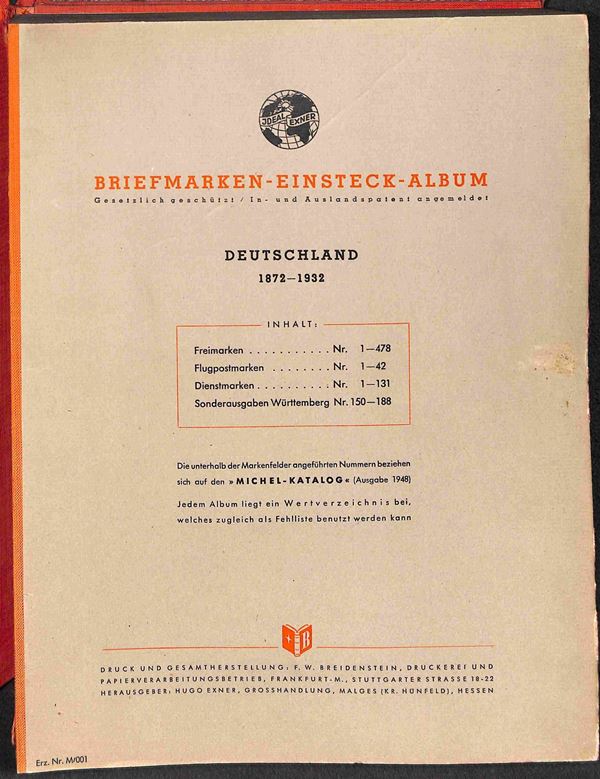 IDEAL EXNER
BRIEFMARKEN-EINSTECK-ALBUM
Gesetzlich geschützt / In- und Auslandspatent angemeldet
DEUTSCHLAND
1872—1932
INHALT:
Freimarken . . . . . . . . . . . Nr. 1—478
Flugpostmarken . . . . . . . . Nr. 1—42
Dienstmarken . . . . . . . . . . Nr. 1—131
Sonderausgaben Württemberg Nr. 150—188
Die unterhalb der Markenfelder angeführten Nummern beziehen
sich auf den »MICHEL-KATALOG« (Ausgabe 1948)
Jedem Album liegt ein Wertverzeichnis bei,
welches zugleich als Fehlliste benutzt werden kann
B
DRUCK UND GESAMTHERSTELLUNG: F. W. BREIDENSTEIN, DRUCKEREI UND
PAPIERVERARBEITUNGSBETRIEB, FRANKFURT-M., STUTTGARTER STRASSE 18-22
HERAUSGEBER: HUGO EXNER, GROSSHANDLUNG, MALGES (KR. HÜNFELD), HESSEN
Erz. Nr. M/001